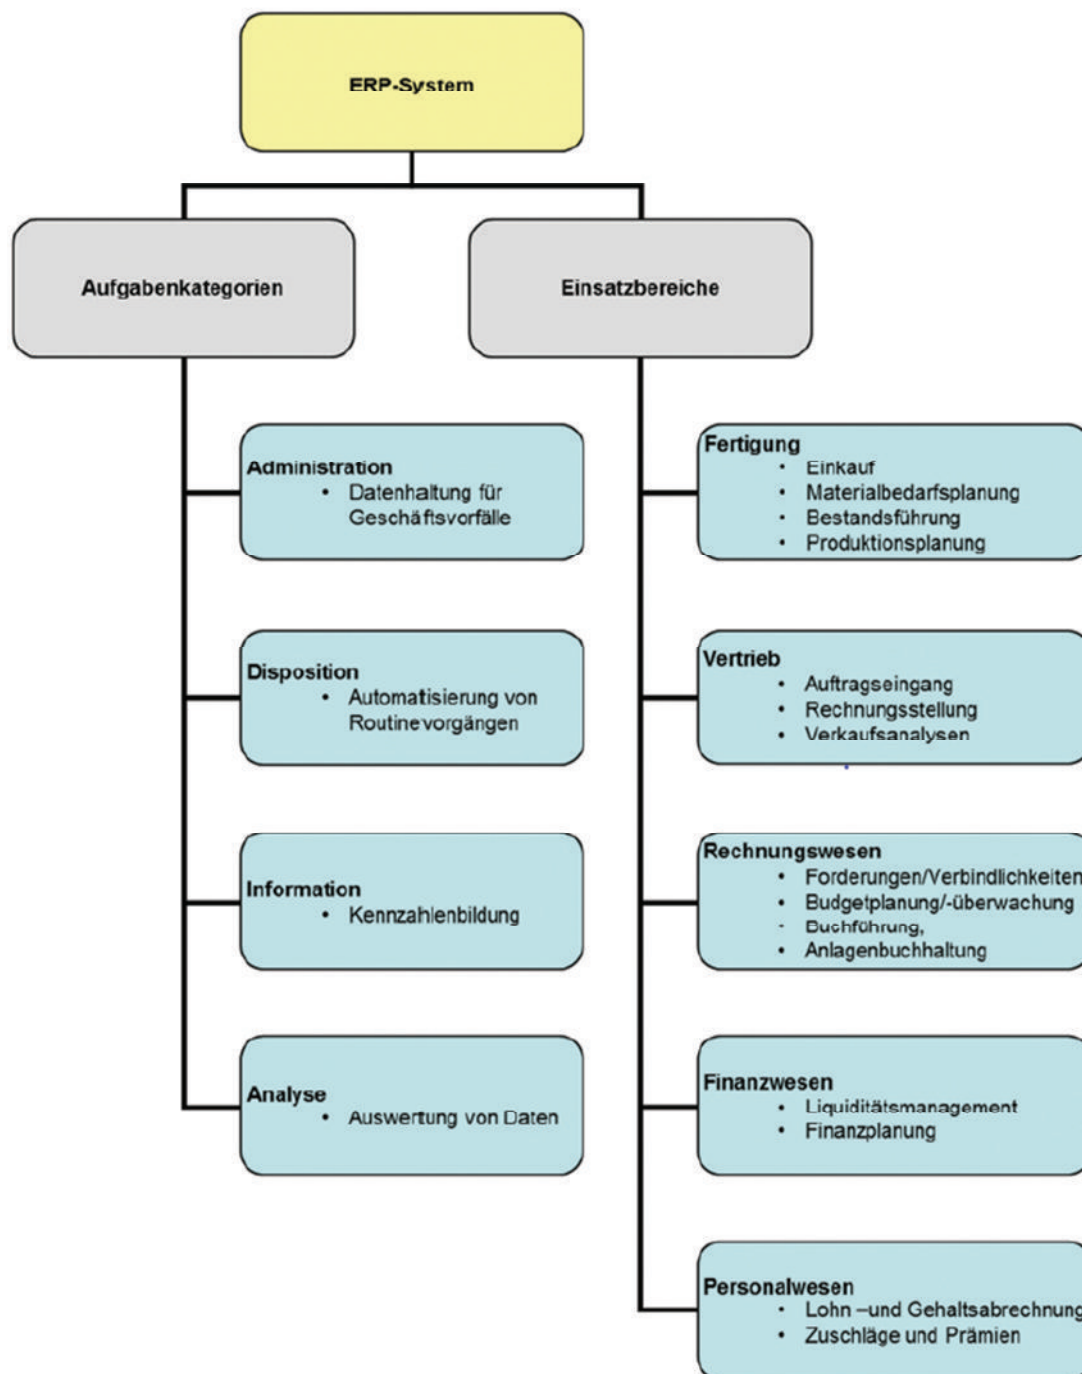 ERP-System
Aufgabenkategorien
Einsatzbereiche
Administration
• Datenhaltung für
Geschäftsvorfälle
Disposition
• Automatisierung von
Routinevorgängen
Information
• Kennzahlenbildung
Analyse
• Auswertung von Daten
Fertigung
• Einkauf
• Materialbedarfsplanung
• Bestandsführung
• Produktionsplanung
Vertrieb
• Auftragseingang
• Rechnungsstellung
• Verkaufsanalysen
Rechnungswesen
• Forderungen/Verbindlichkeiten
• Budgetplanung/-überwachung
• Buchführung,
• Anlagenbuchhaltung
Finanzwesen
• Liquiditätsmanagement
• Finanzplanung
Personalwesen
• Lohn –und Gehaltsabrechnung
• Zuschläge und Prämien